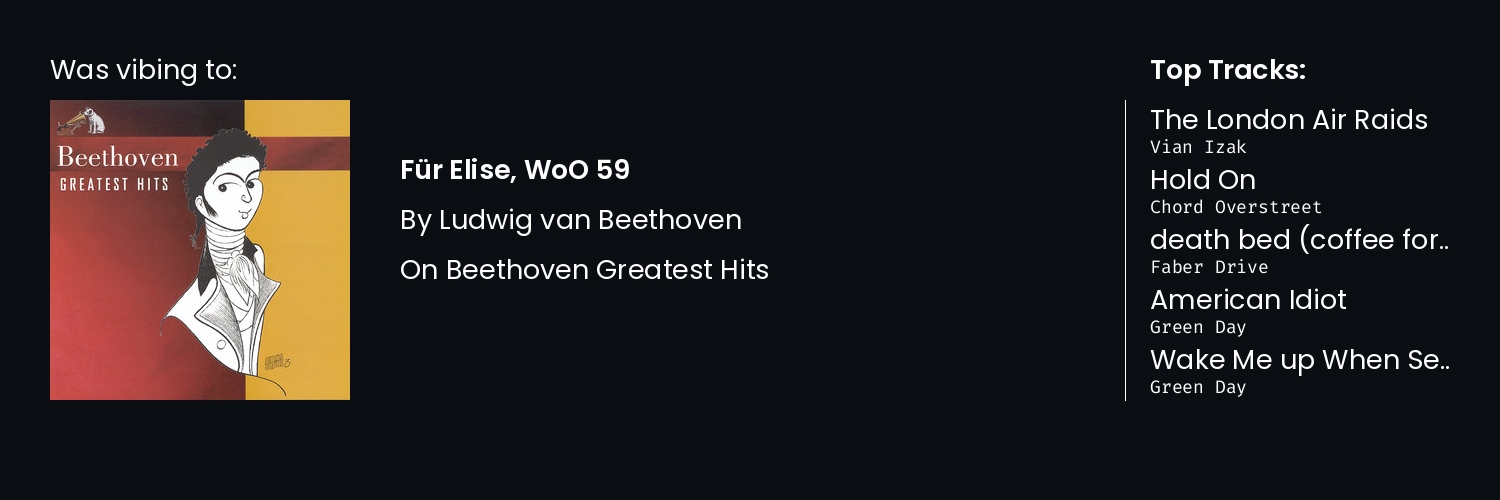 Was vibing to:
Beethoven
GREATEST HITS
Für Elise, WoO 59
By Ludwig van Beethoven
On Beethoven Greatest Hits
Top Tracks:
The London Air Raids
Vian Izak
Hold On
Chord Overstreet
death bed (coffee for..
Faber Drive
American Idiot
Green Day
Wake Me up When Se..
Green Day